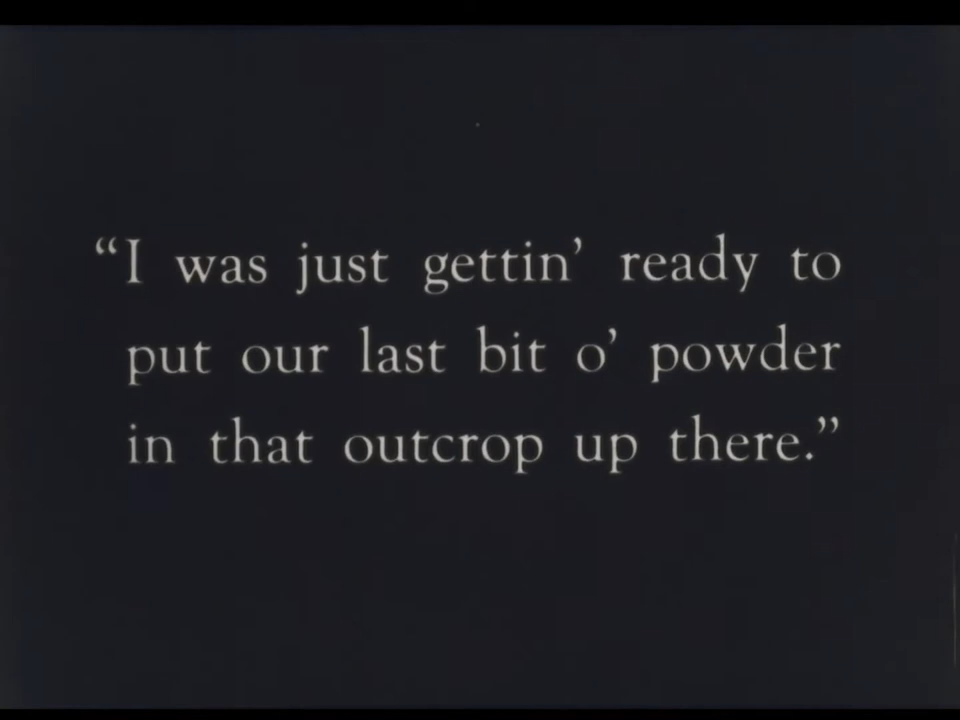 “I was just gettin’ ready to
put our last bit o’ powder
in that outcrop up there.”